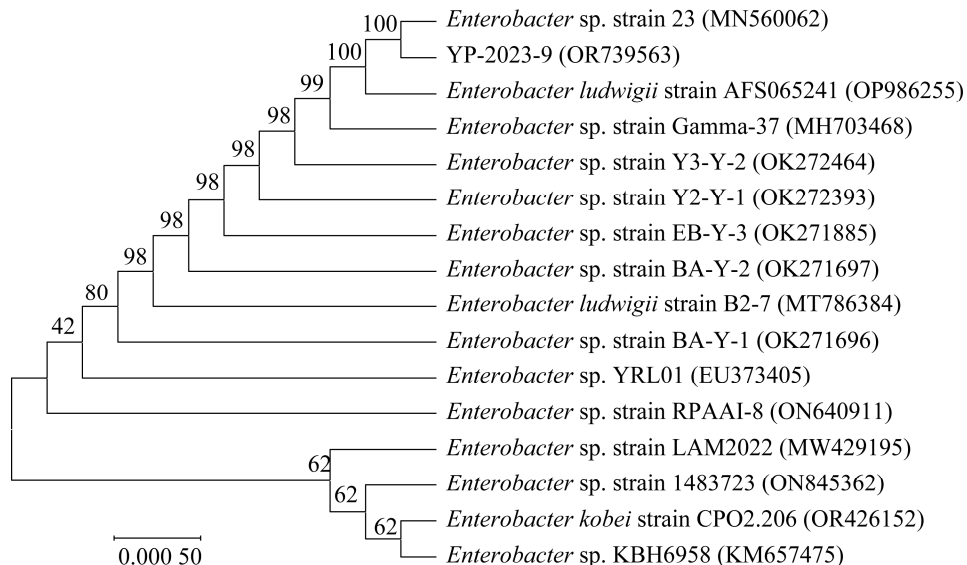 100
Enterobacter sp. strain 23 (MN560062)
100
YP-2023-9 (OR739563)
99
Enterobacter ludwigii strain AFS065241 (OP986255)
98
Enterobacter sp. strain Gamma-37 (MH703468)
98
Enterobacter sp. strain Y3-Y-2 (OK272464)
98
Enterobacter sp. strain Y2-Y-1 (OK272393)
98
Enterobacter sp. strain EB-Y-3 (OK271885)
98
Enterobacter sp. strain BA-Y-2 (OK271697)
80
Enterobacter ludwigii strain B2-7 (MT786384)
42
Enterobacter sp. strain BA-Y-1 (OK271696)
Enterobacter sp. YRL01 (EU373405)
Enterobacter sp. strain RPAAI-8 (ON640911)
62
Enterobacter sp. strain LAM2022 (MW429195)
62
Enterobacter sp. strain 1483723 (ON845362)
62
Enterobacter kobei strain CPO2.206 (OR426152)
Enterobacter sp. KBH6958 (KM657475)
0.000 50